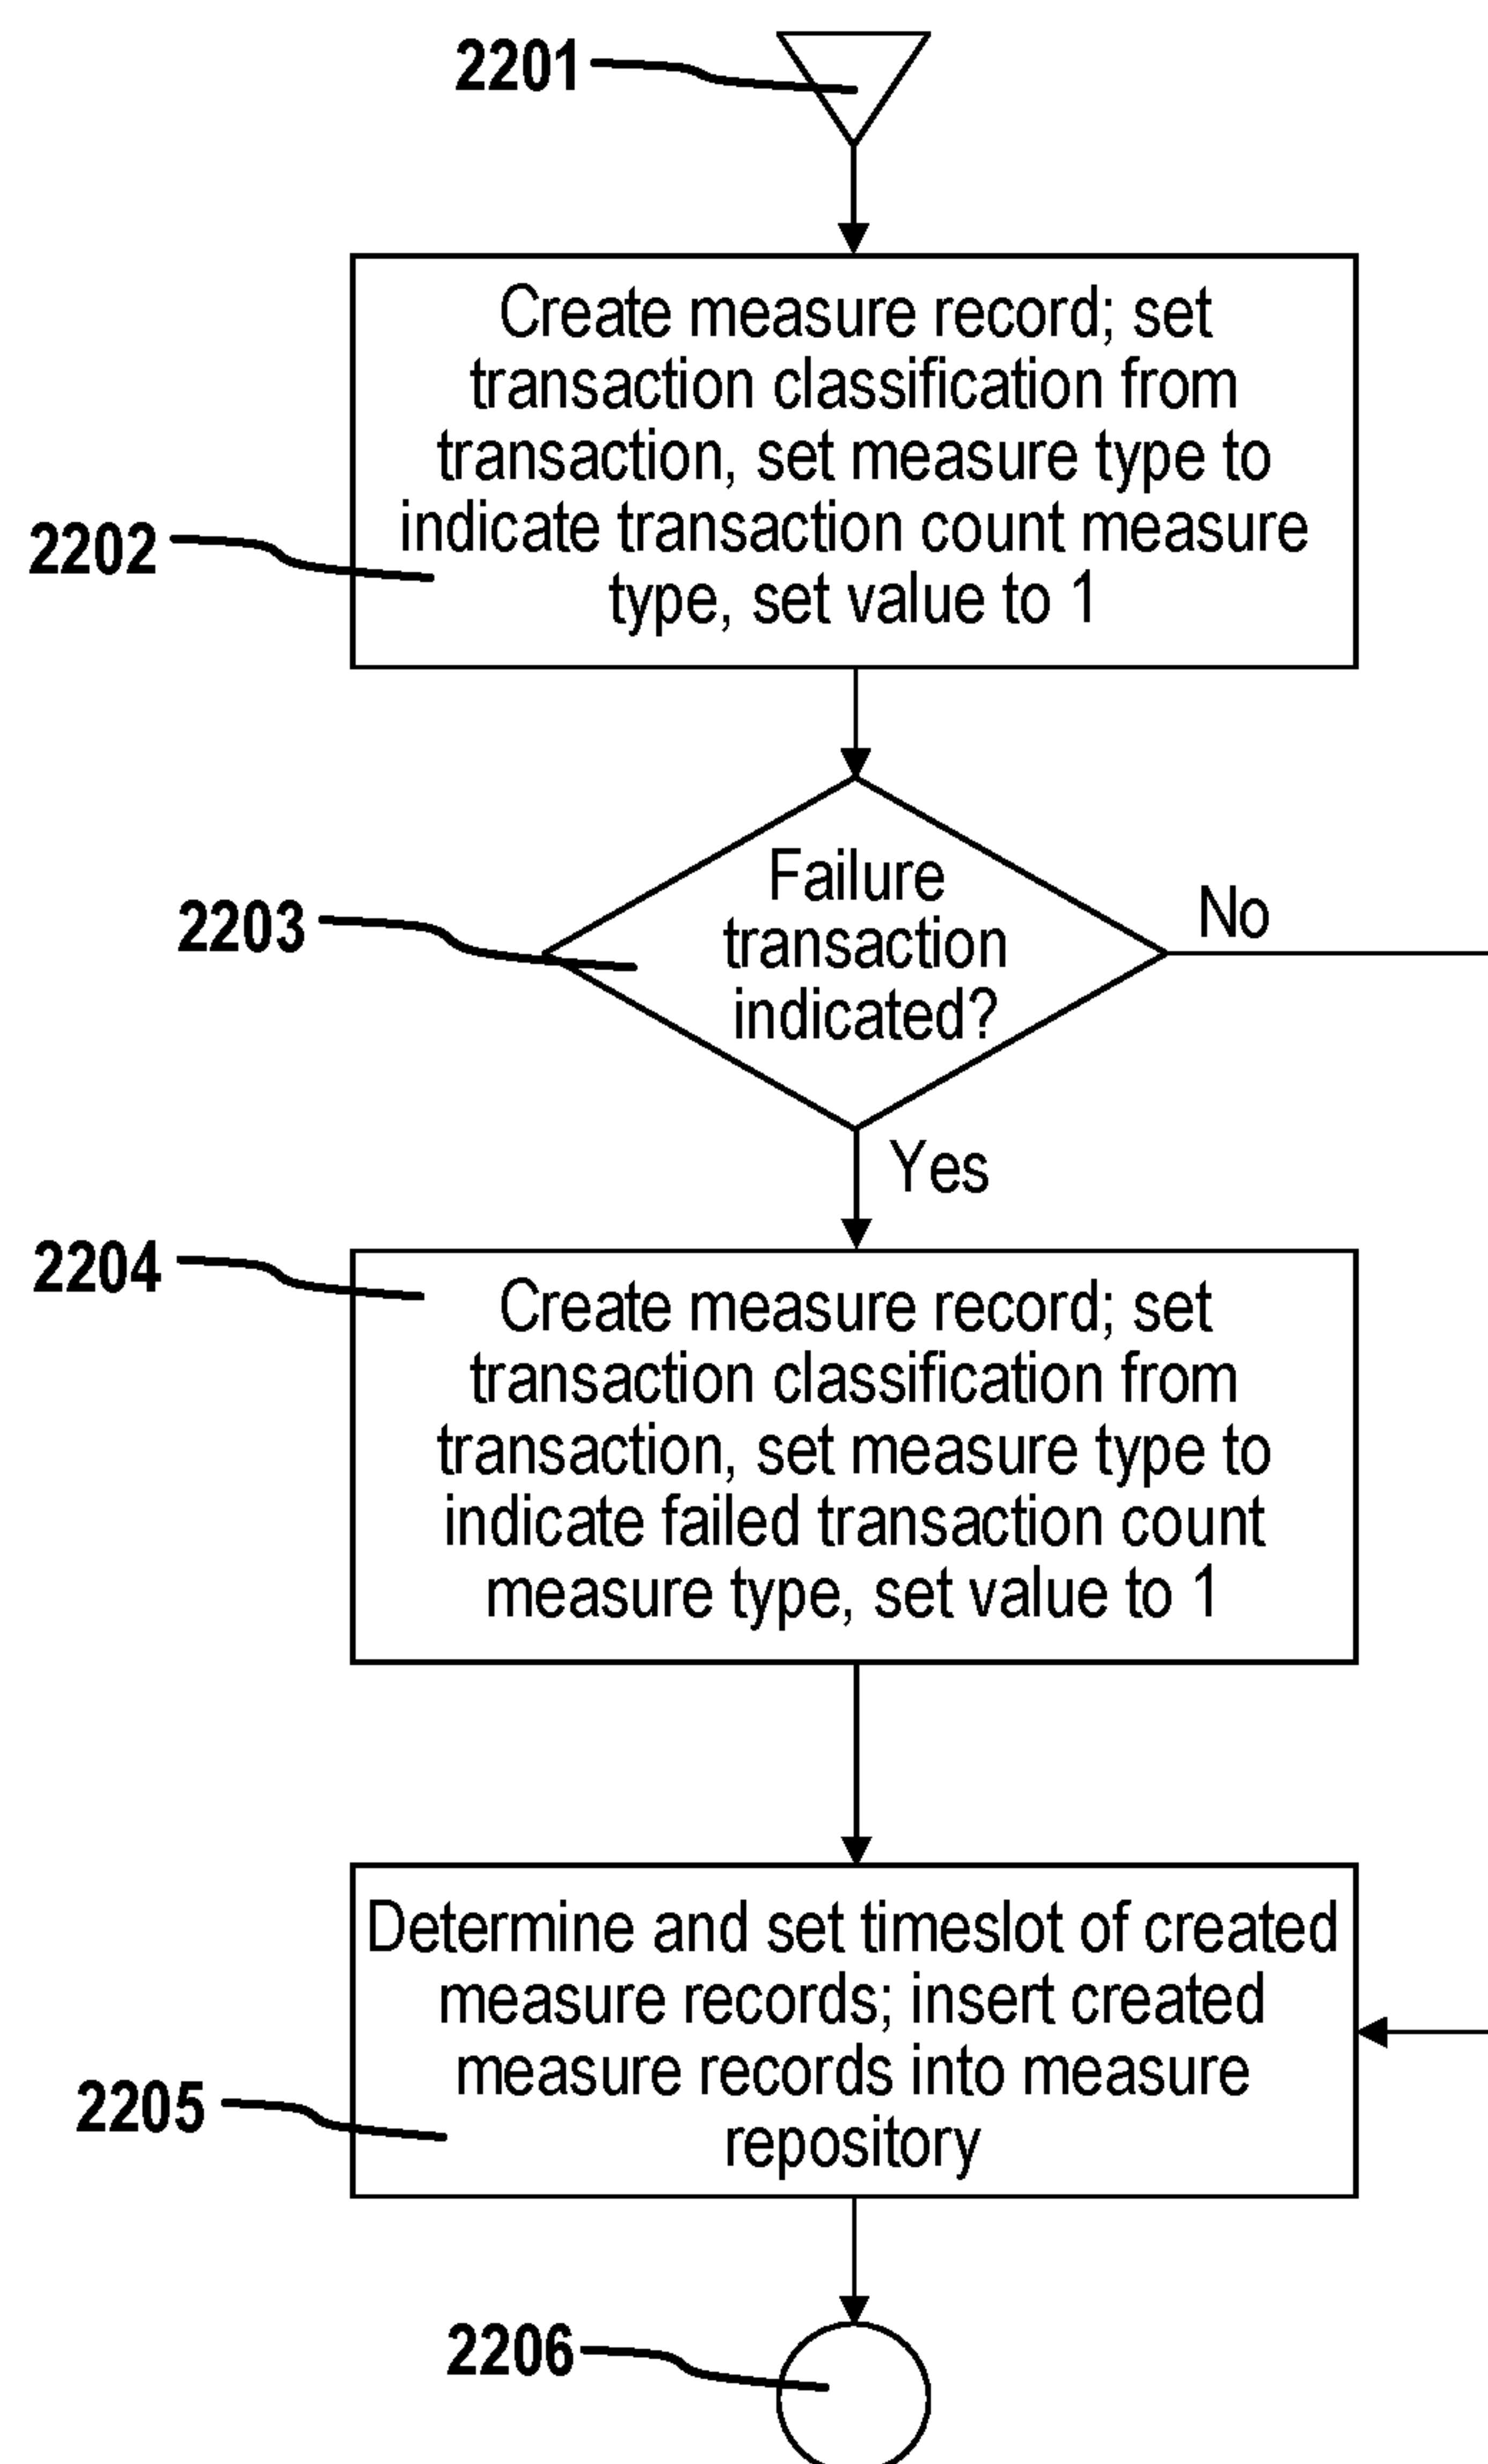 2201
Create measure record; set
transaction classification from
transaction, set measure type to
indicate transaction count measure
type, set value to 1
2202
Failure
transaction
indicated?
2203
No
Yes
2204
Create measure record; set
transaction classification from
transaction, set measure type to
indicate failed transaction count
measure type, set value to 1
Determine and set timeslot of created
measure records; insert created
measure records into measure
repository
2205
2206